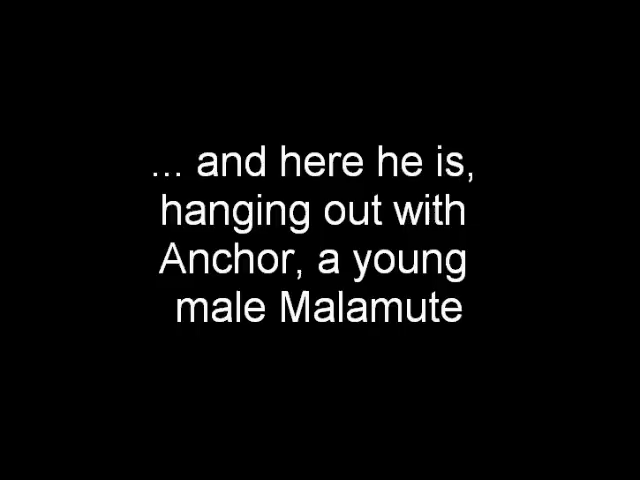 ... and here he is,
hanging out with
Anchor, a young
male Malamute